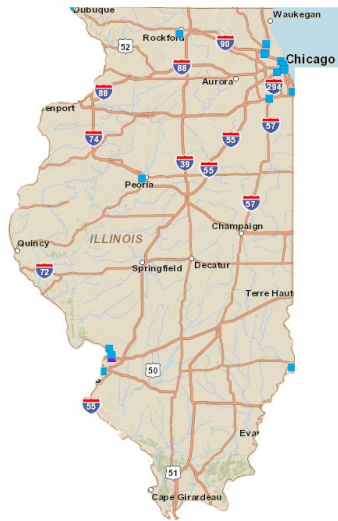 Dubuque
Waukegan
Rockford
52
90
Chicago
88
Aurora
294
88
enport
57
55
74
39
55
Peoria
57
Quincy
ILLINOIS
Champaign
72
Springfield
Decatur
Terre Haut
50
55
Eva
51
Cape Girardeau